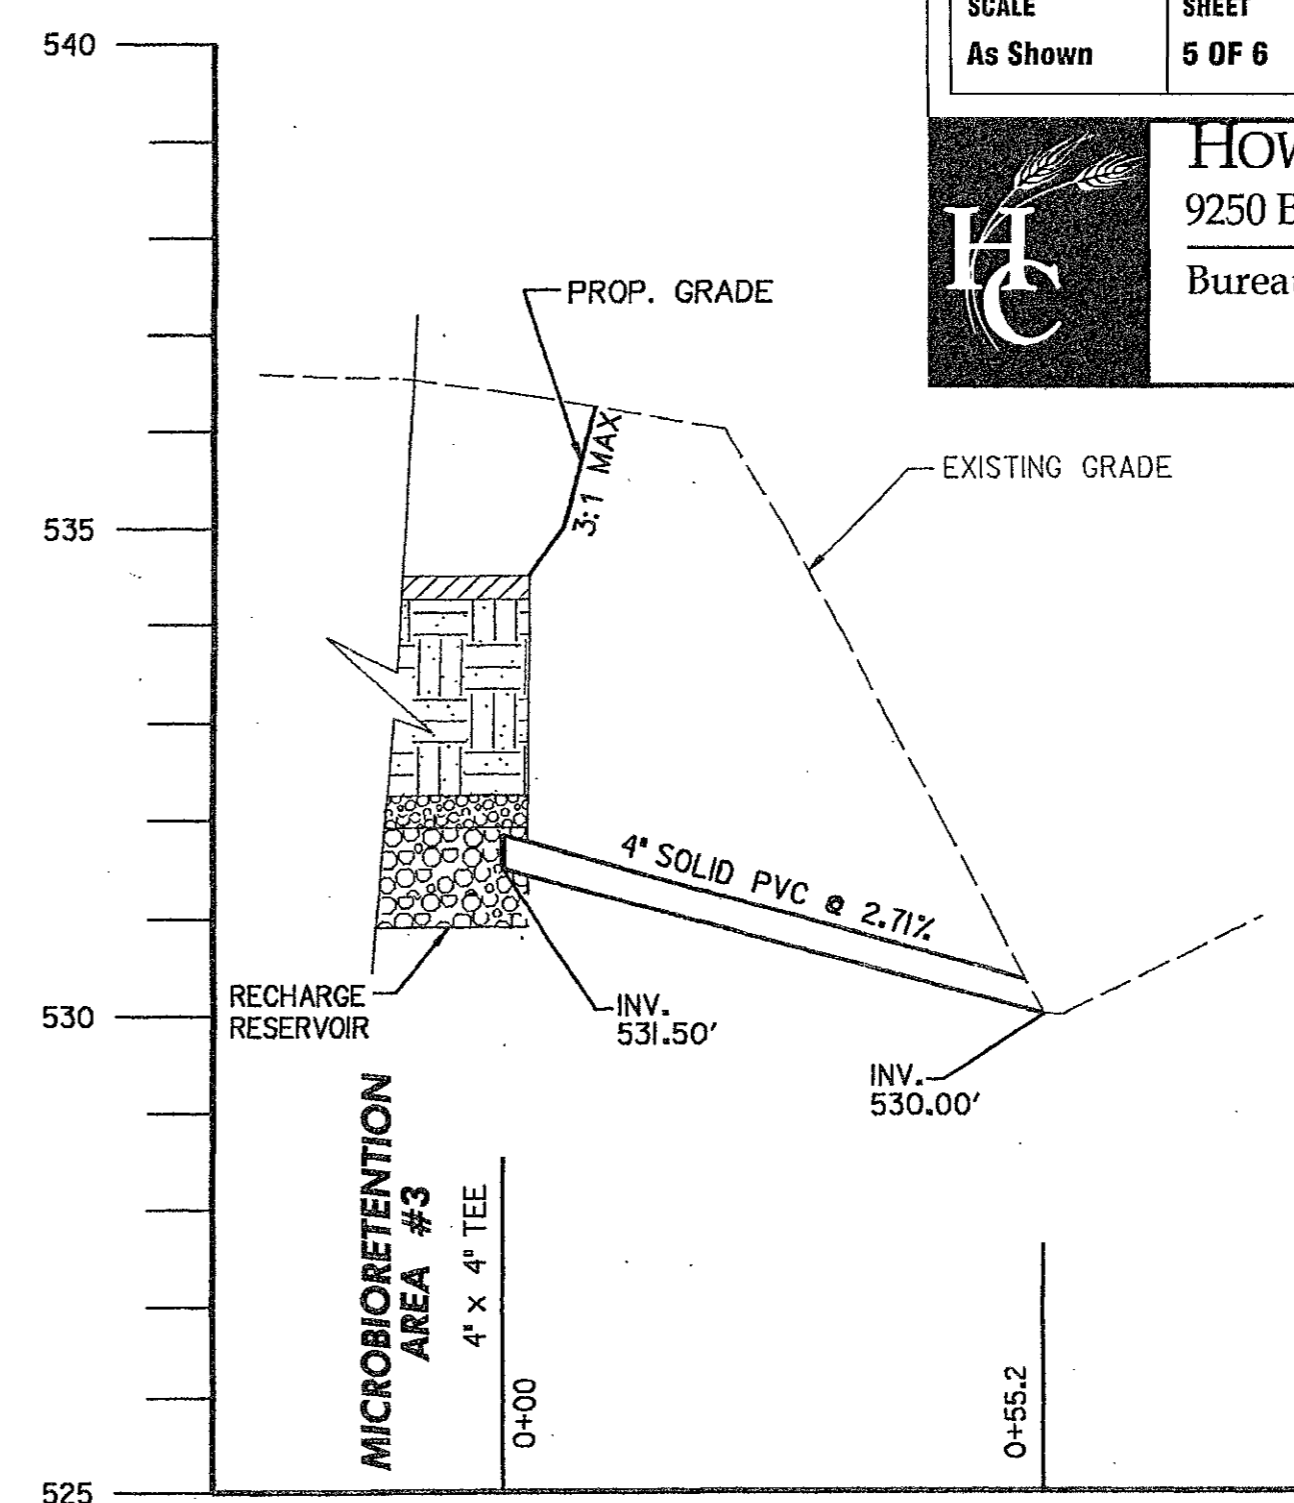 SCALE
SHEET
As Shown
5 OF 6
HC
9250 B
540
PROP. GRADE
3:1 MAX
EXISTING GRADE
535
4" SOLID PVC @ 2.71%
RECHARGE
RESERVOIR
INV.
531.50'
530
INV.
530.00'
MICROBIORETENTION
AREA #3
4" x 4" TEE
0+00
0+55.2
525